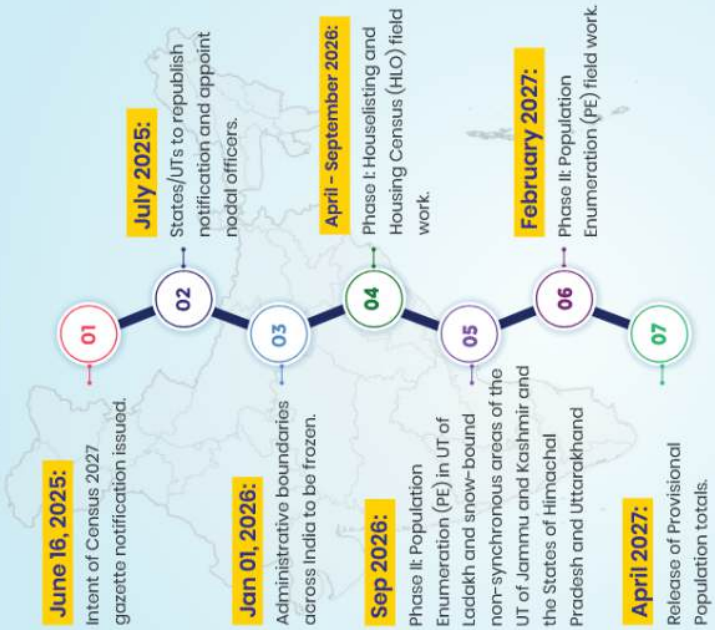 01
June 16, 2025:
Intent of Census 2027
gazette notification issued.
02
July 2025:
States/UTs to republish
notification and appoint
nodal officers.
03
Jan 01, 2026:
Administrative boundaries
across India to be frozen.
04
April - September 2026:
Phase I: Houselisting and
Housing Census (HLO) field
work.
05
Sep 2026:
Phase II: Population
Enumeration (PE) in UT of
Ladakh and snow-bound
non-synchronous areas of the
UT of Jammu and Kashmir and
the States of Himachal
Pradesh and Uttarakhand
06
February 2027:
Phase II: Population
Enumeration (PE) field work.
07
April 2027:
Release of Provisional
Population totals.